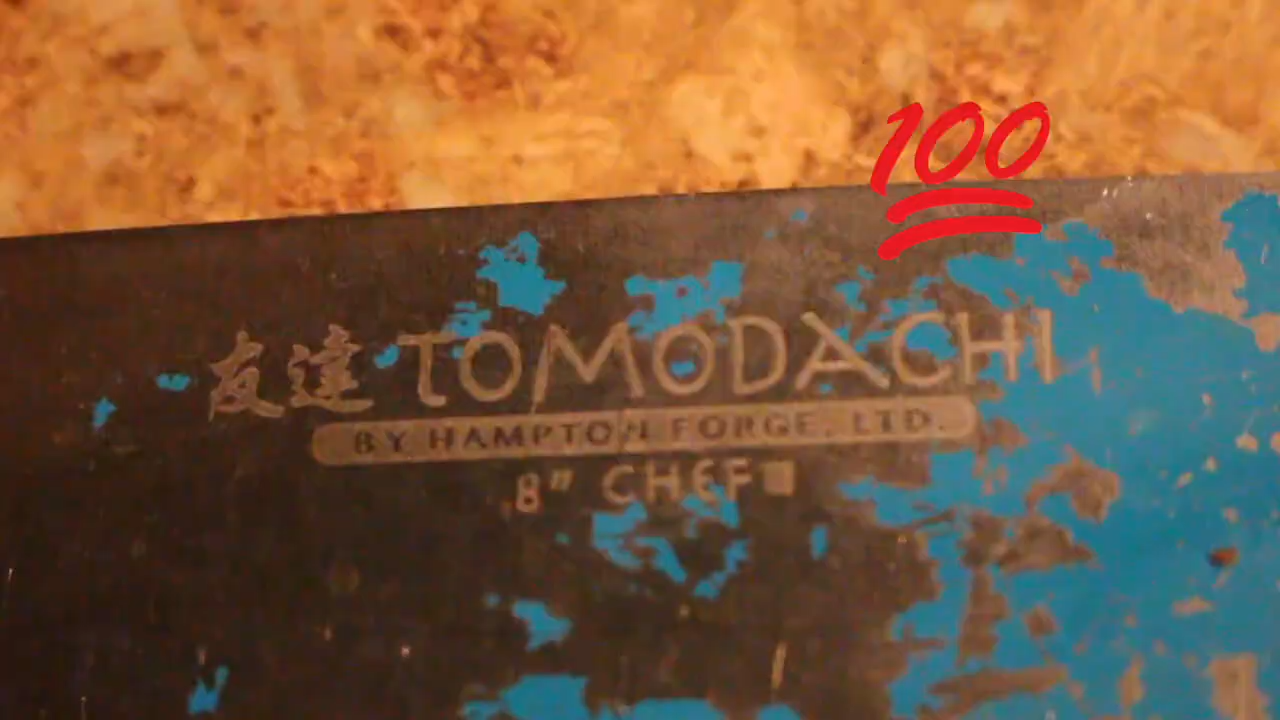 100
友達 TOMODACHI
BY HAMPTON FORGE, LTD.
8" CHEF